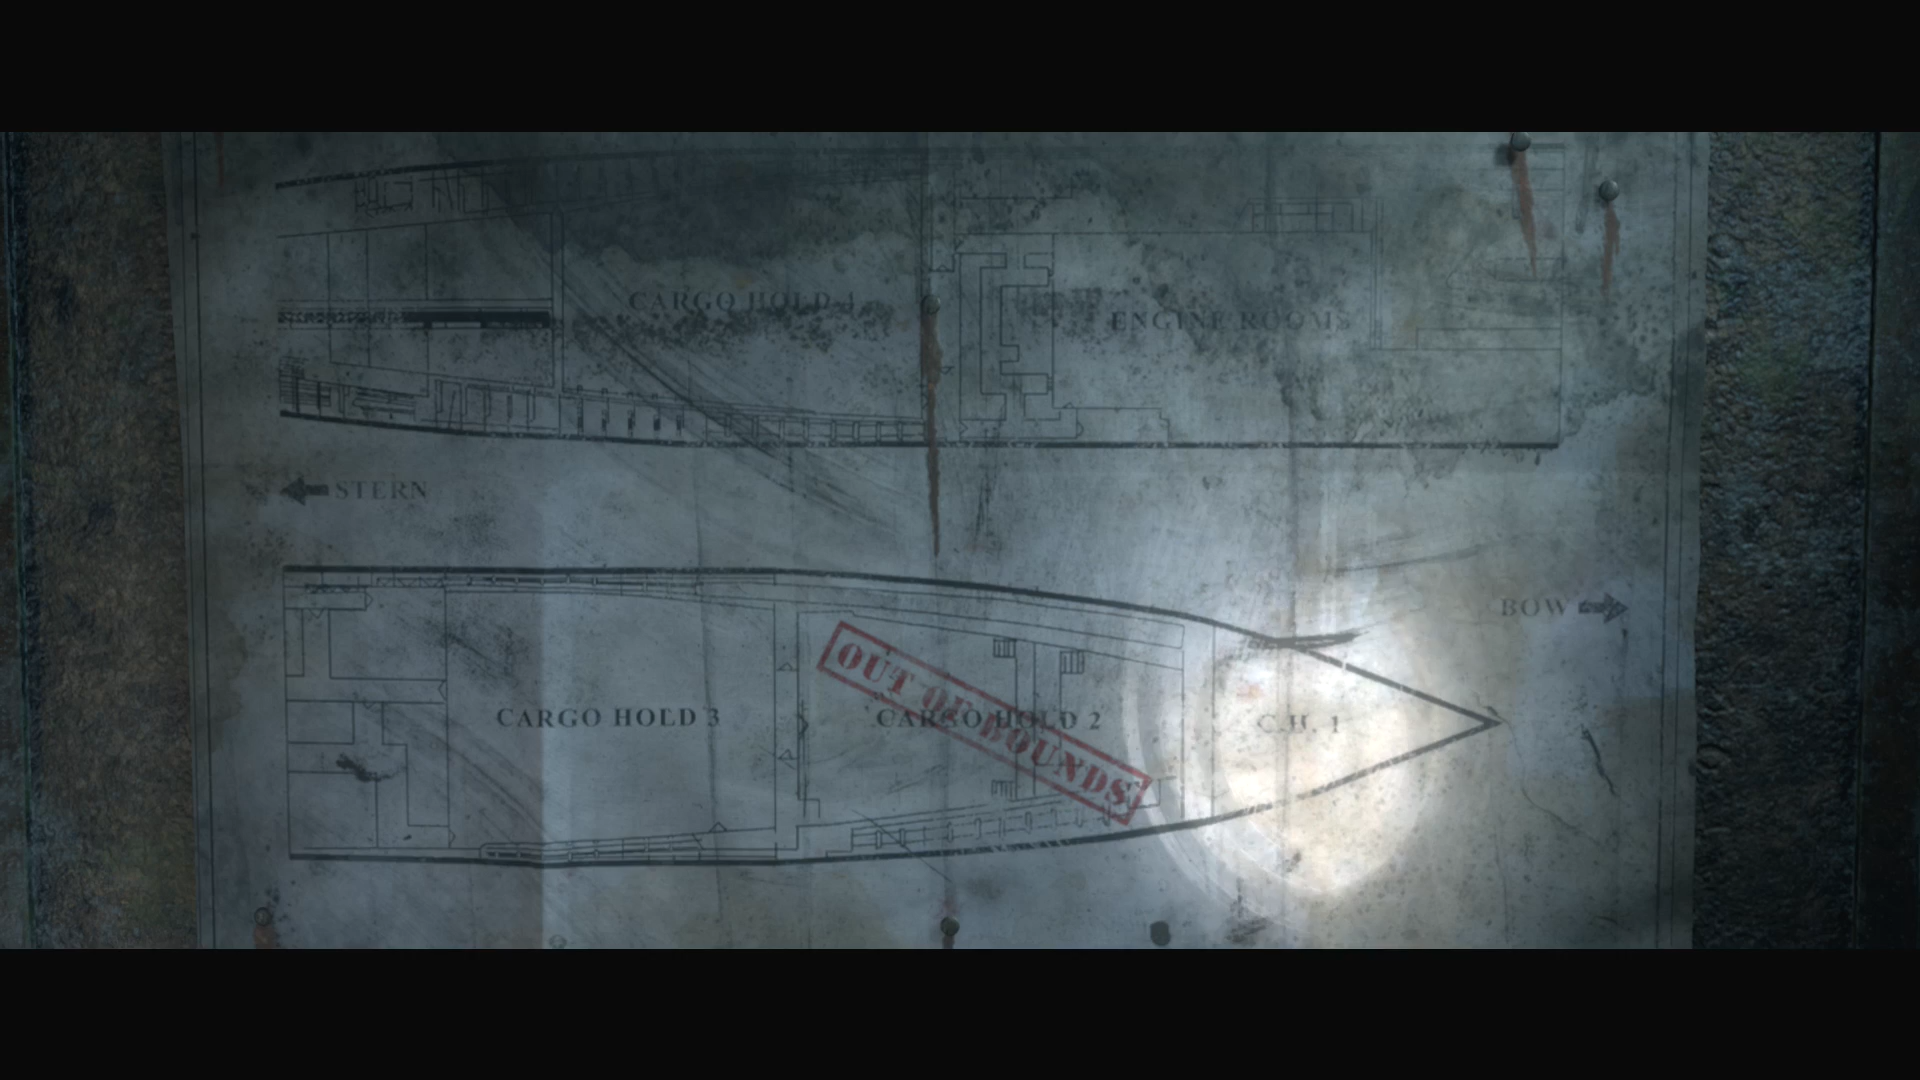 CARGO HOLD 4
ENGINE ROOMS
STERN
BOW
OUT OF BOUNDS
CARGO HOLD 3
CARGO HOLD 2
C.H. 1